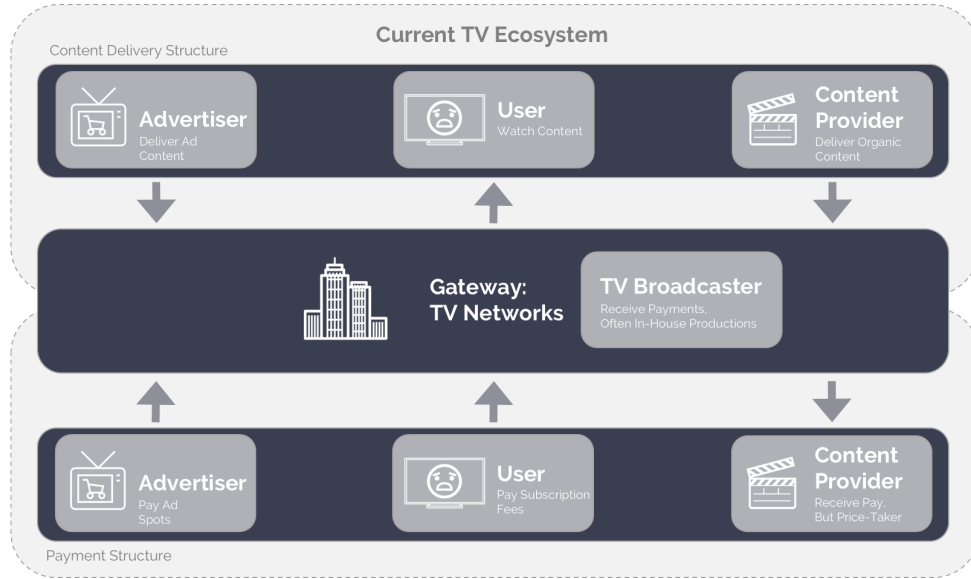 Current TV Ecosystem
Content Delivery Structure
Advertiser
Deliver Ad
Content
User
Watch Content
Content
Provider
Deliver Organic
Content
Gateway:
TV Networks
TV Broadcaster
Receive Payments,
Often In-House Productions
Advertiser
Pay Ad
Spots
User
Pay Subscription
Fees
Content
Provider
Receive Pay,
But Price-Taker
Payment Structure